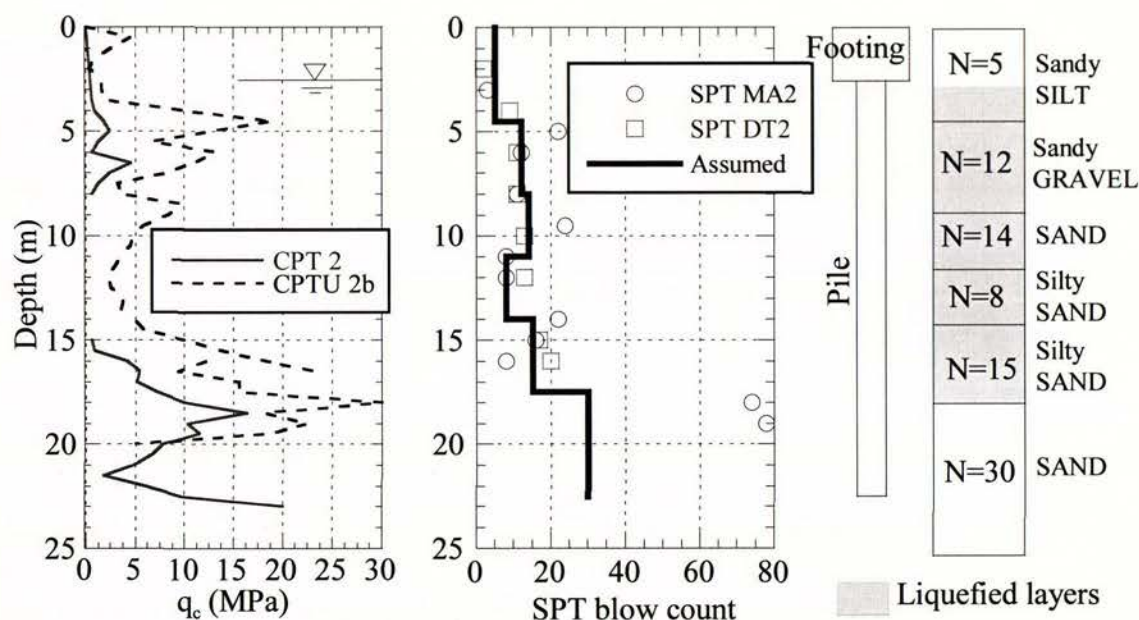 0
5
10
15
20
25
Depth (m)
0 5 10 15 20 25 30
q_c (MPa)
CPT 2
CPTU 2b
0
5
10
15
20
25
0 20 40 60 80
SPT blow count
SPT MA2
SPT DT2
Assumed
Footing
Pile
N=5
Sandy
SILT
N=12
Sandy
GRAVEL
N=14
SAND
N=8
Silty
SAND
N=15
Silty
SAND
N=30
SAND
Liquefied layers